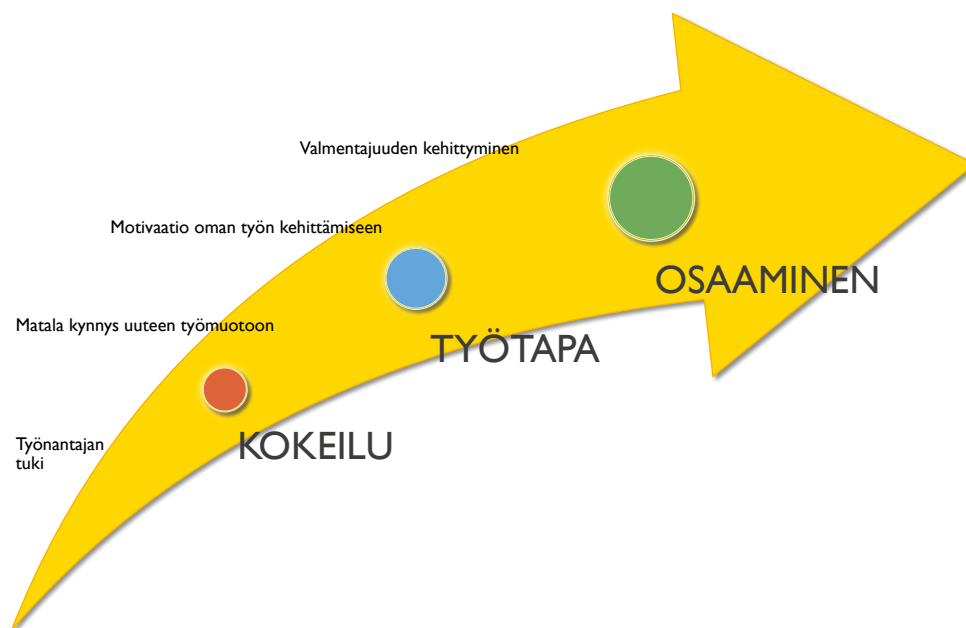 Valmentajuuden kehittyminen
Motivaatio oman työn kehittämiseen
OSAAMINEN
Matala kynnys uuteen työmuotoon
TYÖTAPA
Työnantajan
tuki
KOKEILU